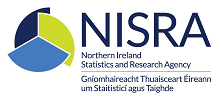 NISRA
Northern Ireland
Statistics and Research Agency
Gníomhaireacht Thuaisceart Éireann
um Staitisticí agus Taighde